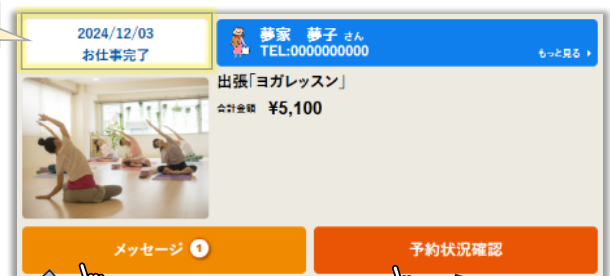 2024/12/03
お仕事完了
夢家 夢子 さん
TEL:0000000000
もっと見る
出張「ヨガレッスン」
合計金額 ¥5,100
メッセージ 1
予約状況確認